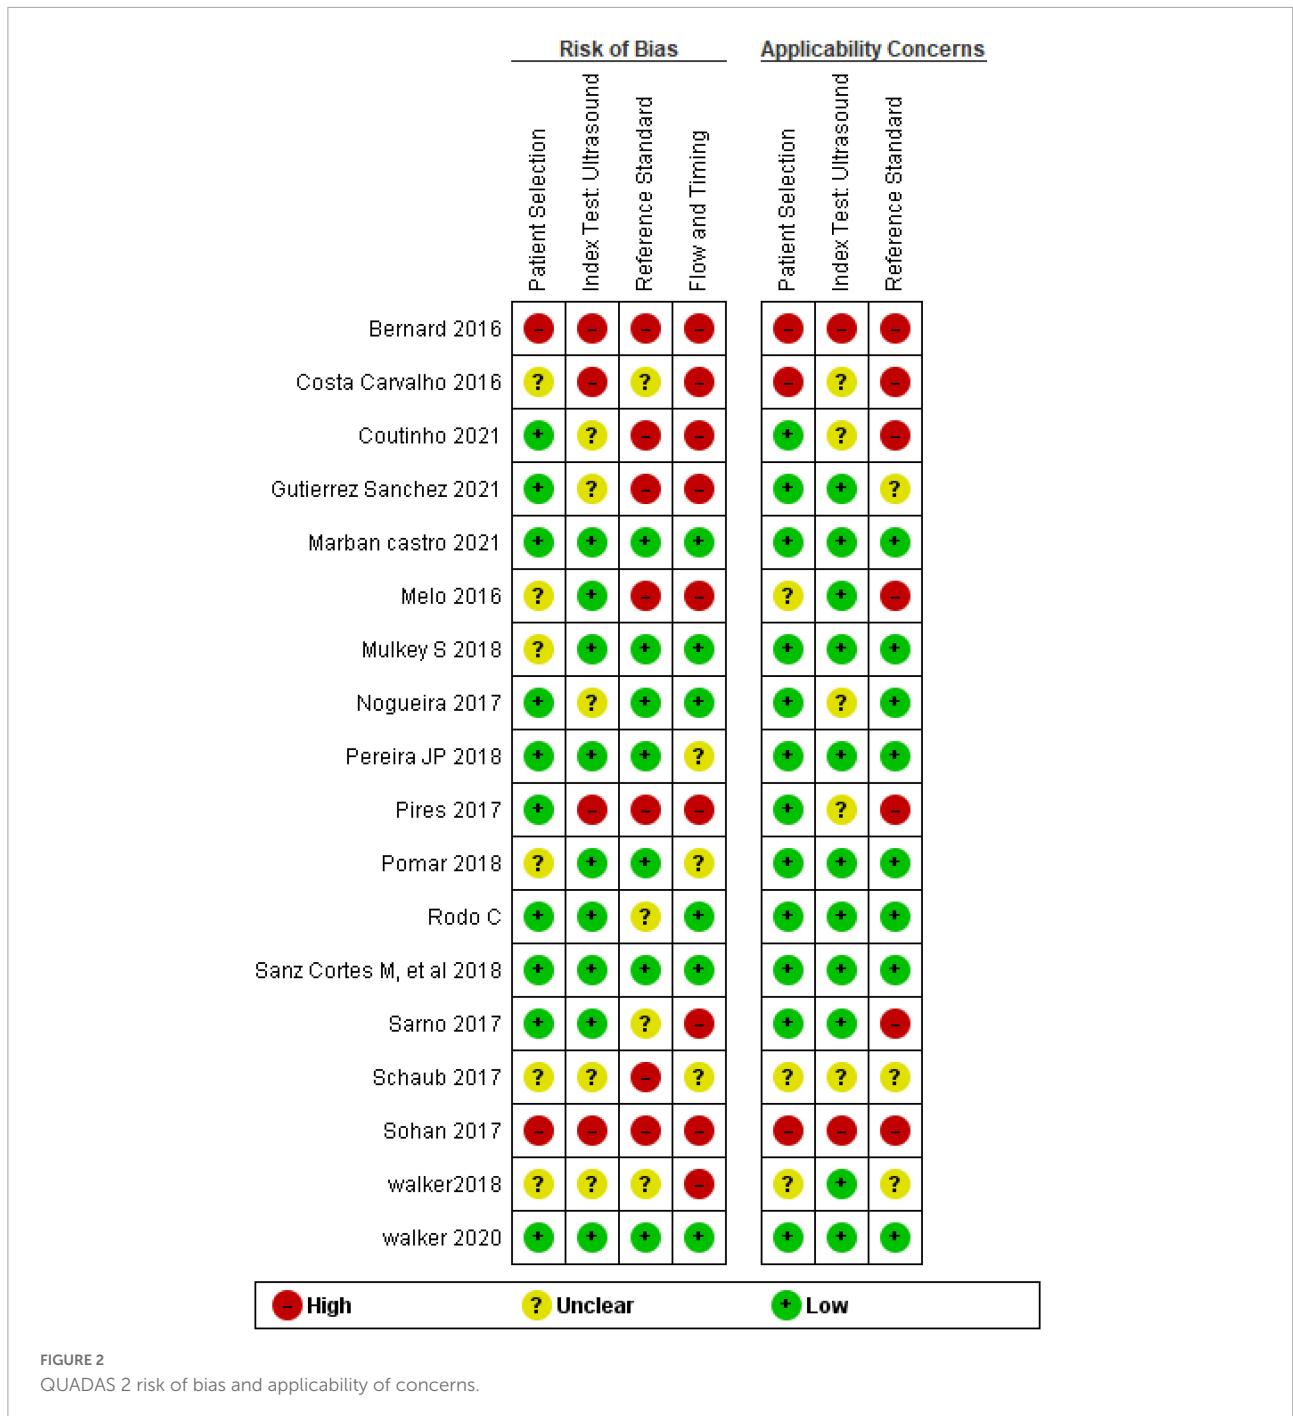 Risk of Bias Applicability Concerns
Patient Selection
Index Test: Ultrasound
Reference Standard
Flow and Timing
Patient Selection
Index Test: Ultrasound
Reference Standard
Bernard 2016 - - - - - - -
Costa Carvalho 2016 ? - ? - - ? -
Coutinho 2021 + ? - - + ? -
Gutierrez Sanchez 2021 + ? - - + + ?
Marban castro 2021 + + + + + + +
Melo 2016 ? + - - ? + -
Mulkey S 2018 ? + + + + + +
Nogueira 2017 + ? + + + ? +
Pereira JP 2018 + + + ? + + +
Pires 2017 + - - - + ? -
Pomar 2018 ? + + ? + + +
Rodo C + + ? + + + +
Sanz Cortes M, et al 2018 + + + + + + +
Sarno 2017 + + ? - + + -
Schaub 2017 ? ? - ? ? ? ?
Sohan 2017 - - - - - - -
walker2018 ? ? ? - ? + ?
walker 2020 + + + + + + +
- High ? Unclear + Low
FIGURE 2
QUADAS 2 risk of bias and applicability of concerns.